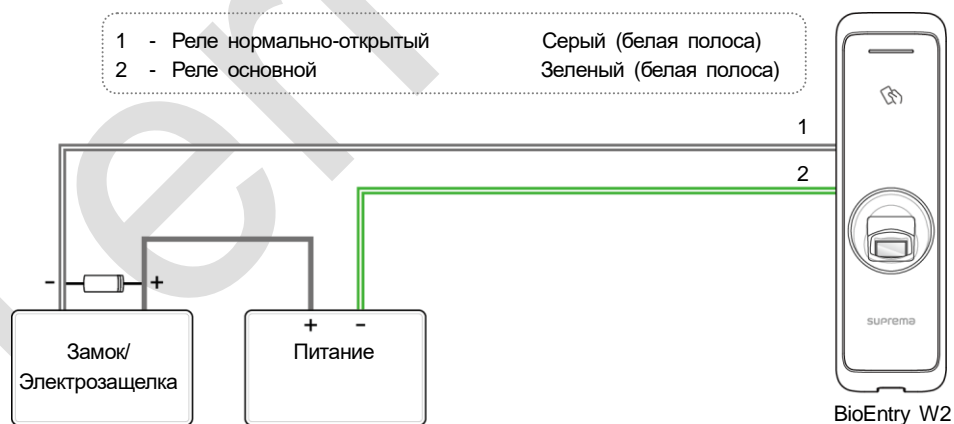 1 - Реле нормально-открытый Серый (белая полоса)
2 - Реле основной Зеленый (белая полоса)
1
2
- +
+ -
Замок/
Электрозащелка
Питание
suprema
BioEntry W2